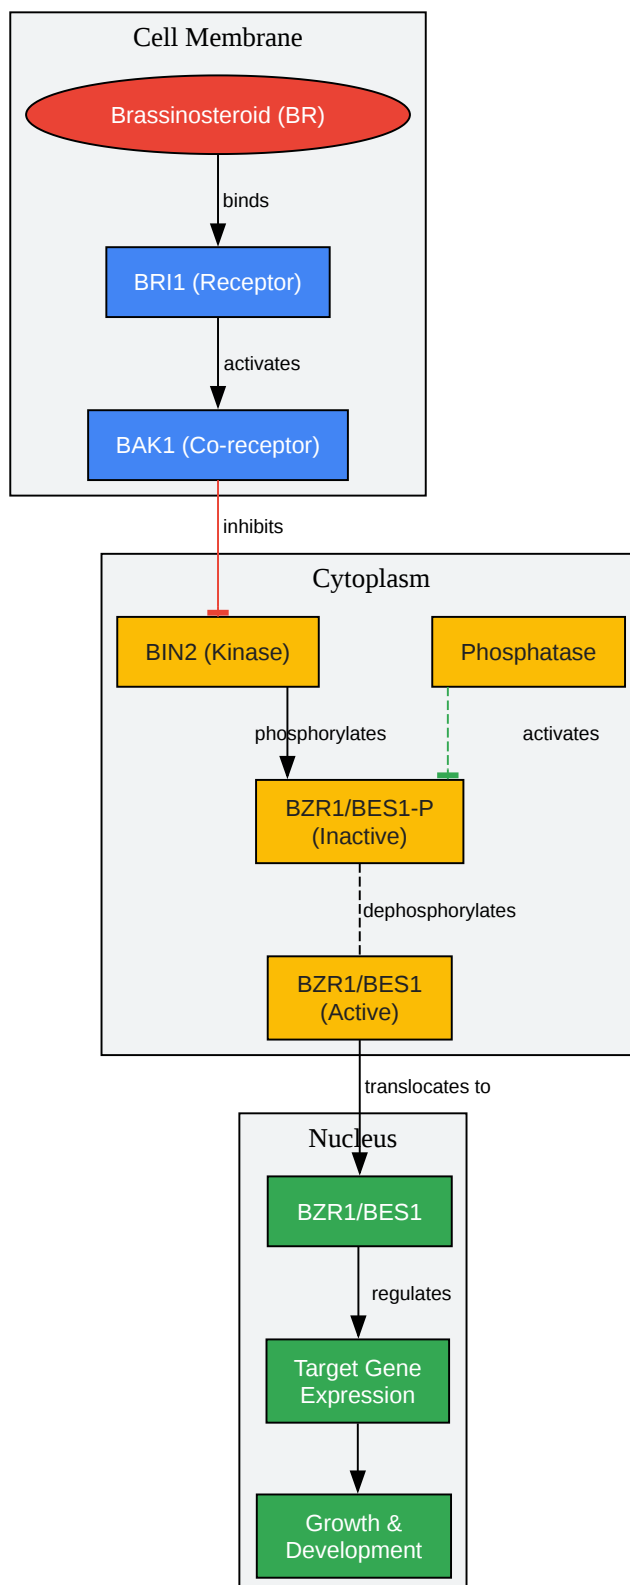 Cell Membrane
Brassinosteroid (BR)
binds
BRI1 (Receptor)
activates
BAK1 (Co-receptor)
inhibits
Cytoplasm
BIN2 (Kinase)
Phosphatase
phosphorylates
activates
BZR1/BES1-P
(Inactive)
dephosphorylates
BZR1/BES1
(Active)
translocates to
Nucleus
BZR1/BES1
regulates
Target Gene
Expression
Growth &
Development